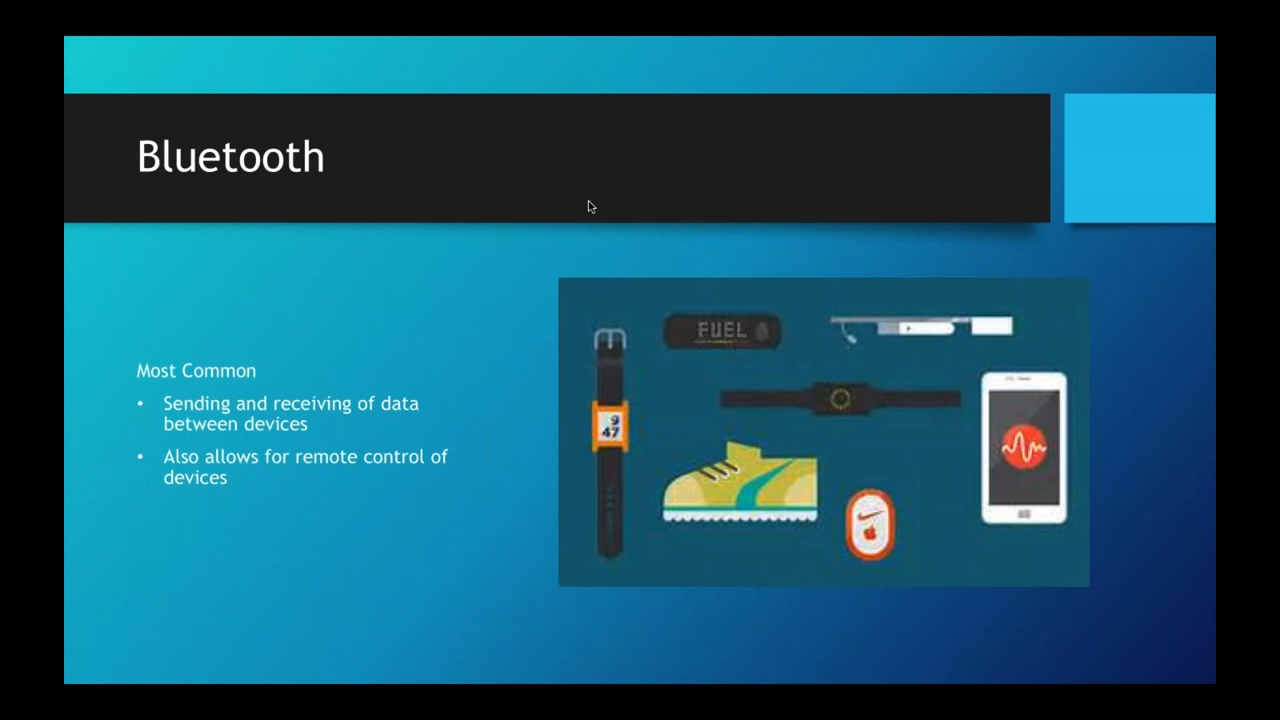 Bluetooth
Most Common
• Sending and receiving of data
between devices
• Also allows for remote control of
devices
FUEL
9
47